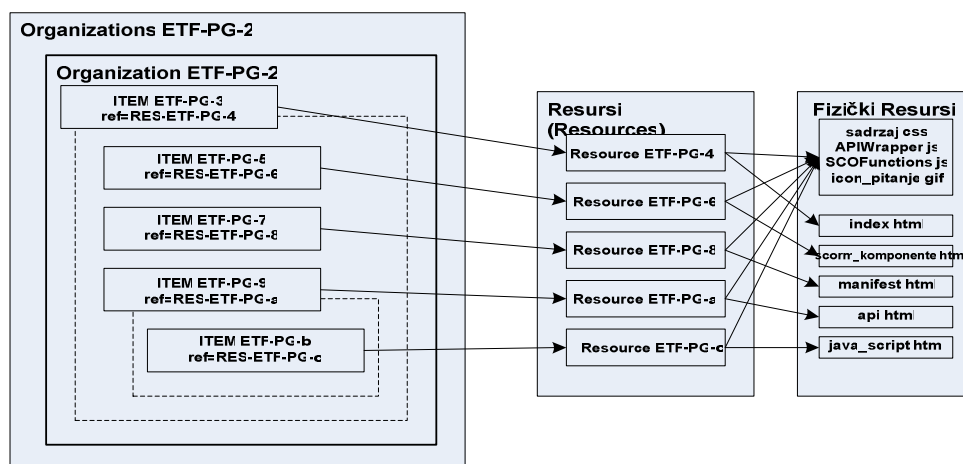 Organizations ETF-PG-2
Organization ETF-PG-2
ITEM ETF-PG-3
ref=RES-ETF-PG-4
ITEM ETF-PG-5
ref=RES-ETF-PG-6
ITEM ETF-PG-7
ref=RES-ETF-PG-8
ITEM ETF-PG-9
ref=RES-ETF-PG-a
ITEM ETF-PG-b
ref=RES-ETF-PG-c
Resursi
(Resources)
Resource ETF-PG-4
Resource ETF-PG-6
Resource ETF-PG-8
Resource ETF-PG-a
Resource ETF-PG-c
Fizički Resursi
sadrzaj css
APIWrapper js
SCOFunctions js
icon_pitanje gif
index html
scorm_komponente htm
manifest html
api html
java_script htm